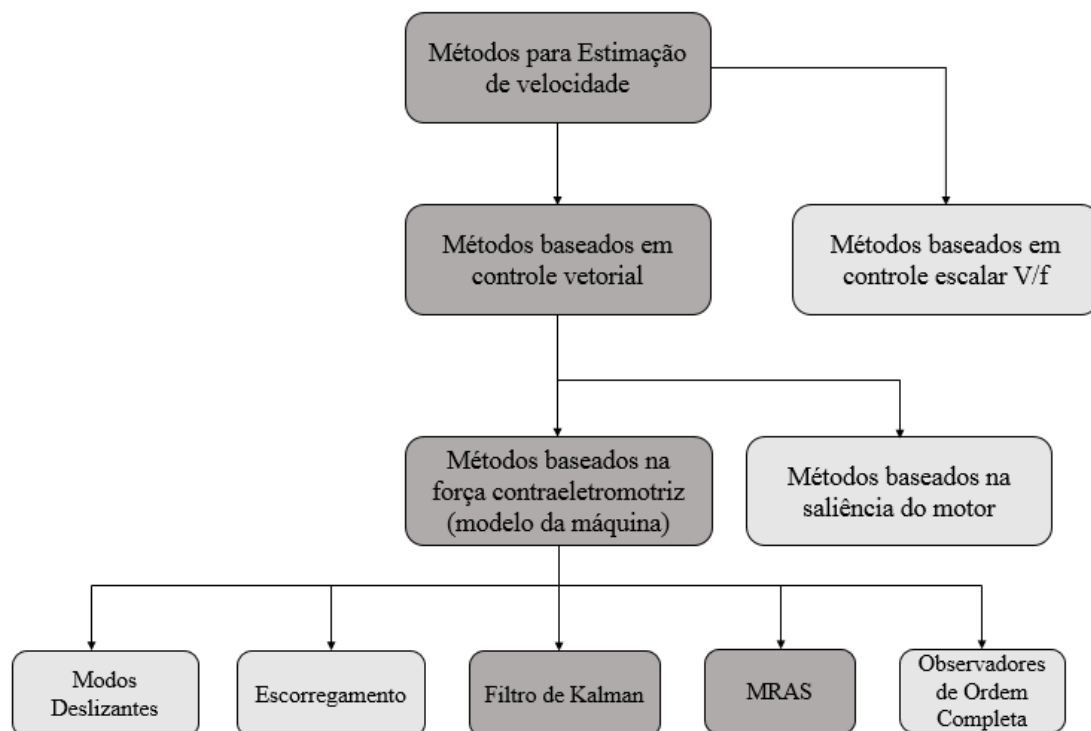 Métodos para Estimação
de velocidade
Métodos baseados em
controle vetorial
Métodos baseados em
controle escalar V/f
Métodos baseados na
força contraeletromotriz
(modelo da máquina)
Métodos baseados na
saliência do motor
Modos
Deslizantes
Escorregamento
Filtro de Kalman
MRAS
Observadores
de Ordem
Completa